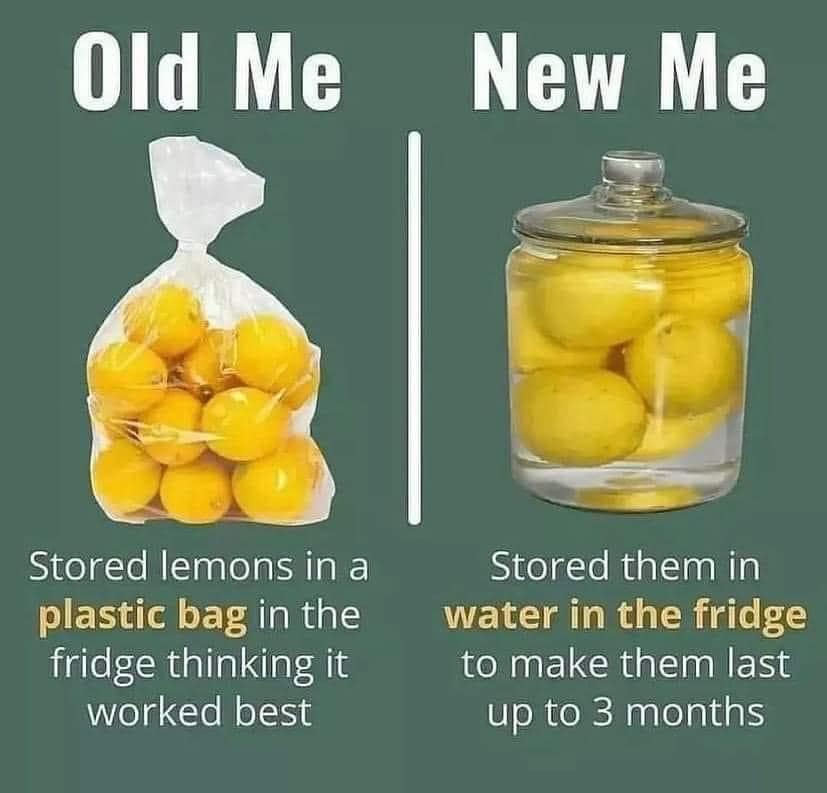 Old Me
Stored lemons in a
plastic bag in the
fridge thinking it
worked best
New Me
Stored them in
water in the fridge
to make them last
up to 3 months